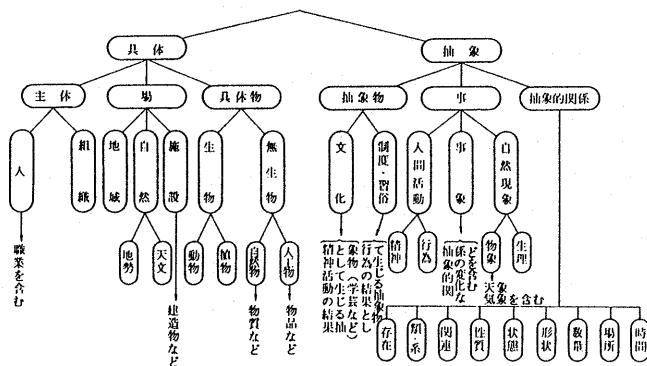 具体
抽象
主体
場
具体物
抽象物
事
抽象的関係
人
組織
地域
自然
施設
生物
無生物
文化
制度・習俗
人間活動
事象
自然現象
地勢
天文
動物
植物
自然物
人工物
精神
行為
物象
生理
職業を含む
建造物など
物質など
物品など
精神活動の結果
として生じる抽
象物(学芸など)
行為の結果とし
て生じる抽象物
抽象的関
係の変化な
どを含む
天気象
象を含む
存在
類・系
関連
性質
状態
形状
数量
場所
時間